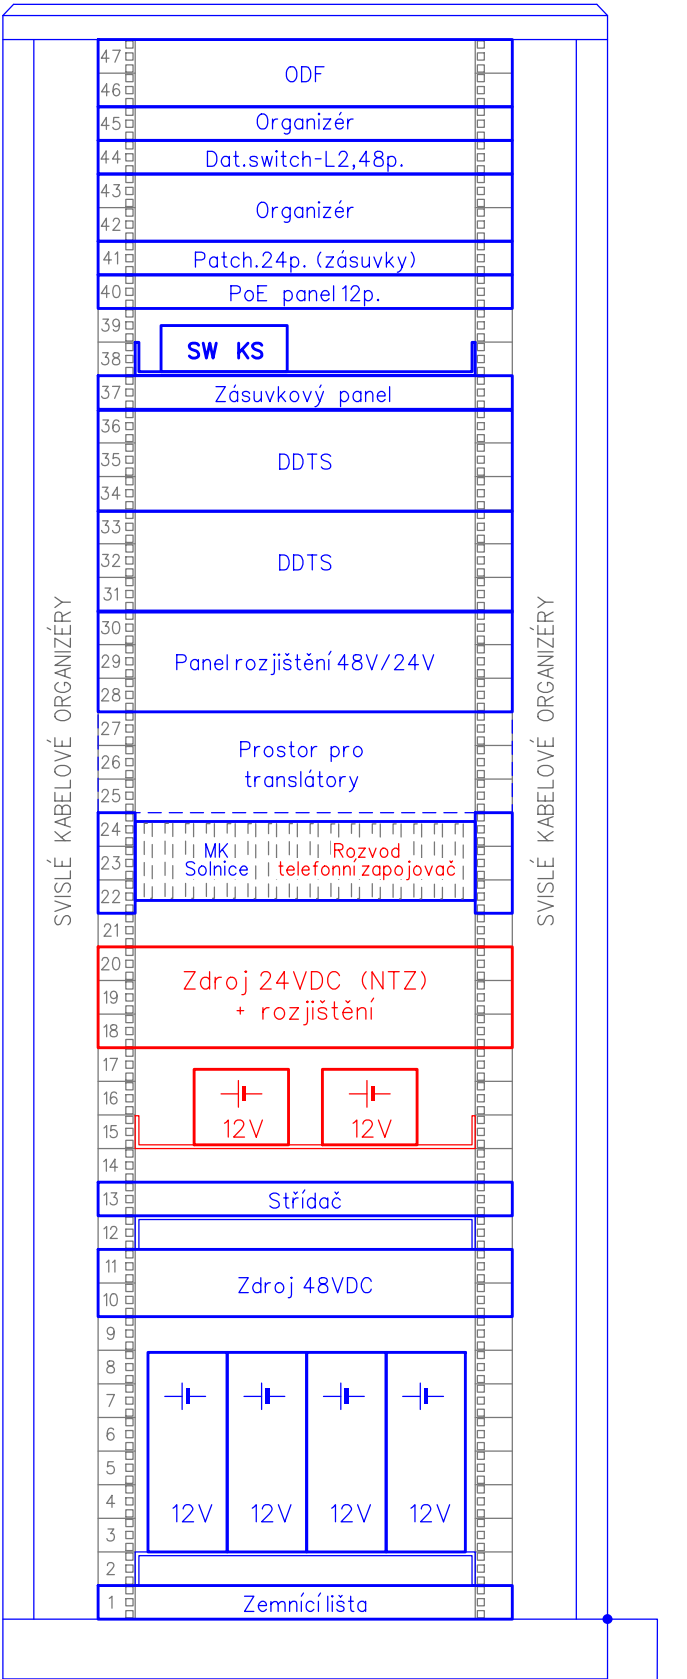 47
ODF
46
45
Organizér
44
Dat.switch-L2,48p.
43
Organizér
42
41
Patch.24p. (zásuvky)
40
PoE panel 12p.
39
SW KS
38
37
Zásuvkový panel
36
35
DDTS
34
33
32
DDTS
31
30
29
Panel rozjištění 48V/24V
28
27
Prostor pro
26
translátory
25
24
MK
Rozvod
23
Solnice
telefonní zapojovač
22
21
20
Zdroj 24VDC (NTZ)
19
+ rozjištění
18
17
16
15
12V
12V
14
13
Střídač
12
11
Zdroj 48VDC
10
9
8
7
6
5
4
12V
12V
12V
12V
3
2
1
Zemnící lišta
SVISLÉ KABELOVÉ ORGANIZÉRY
SVISLÉ KABELOVÉ ORGANIZÉRY